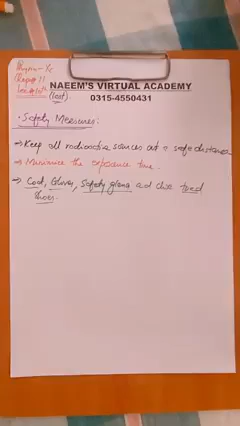 Physics-X
Chapter 11
(last).
NAEEM'S VIRTUAL ACADEMY
0315-4550431
• Safety Measures:
→ Keep all radioactive sources at a safe distance
→ Minimize the exposure time.
→ Coat, Gloves, Safety glass and close toed
shoes.